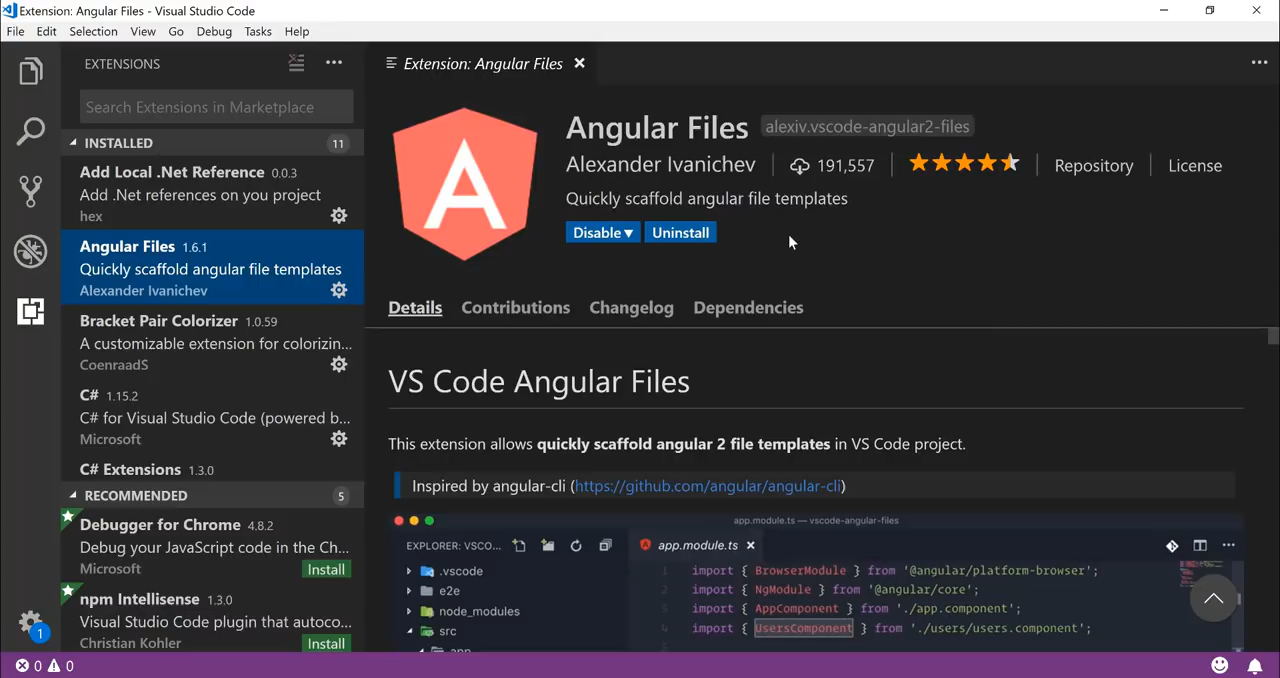 Extension: Angular Files - Visual Studio Code
File Edit Selection View Go Debug Tasks Help
EXTENSIONS
Search Extensions in Marketplace
INSTALLED 11
Add Local .Net Reference 0.0.3
Add .Net references on you project
hex
Angular Files 1.6.1
Quickly scaffold angular file templates
Alexander Ivanichev
Bracket Pair Colorizer 1.0.59
A customizable extension for colorizin...
CoenraadS
C# 1.15.2
C# for Visual Studio Code (powered b...
Microsoft
C# Extensions 1.3.0
RECOMMENDED 5
Debugger for Chrome 4.8.2
Debug your JavaScript code in the Ch...
Microsoft Install
npm Intellisense 1.3.0
Visual Studio Code plugin that autoco...
Christian Kohler Install
1
Extension: Angular Files
A
Angular Files alexiv.vscode-angular2-files
Alexander Ivanichev 191,557 Repository License
Quickly scaffold angular file templates
Disable Uninstall
Details Contributions Changelog Dependencies
VS Code Angular Files
This extension allows quickly scaffold angular 2 file templates in VS Code project.
Inspired by angular-cli (https://github.com/angular/angular-cli)
app.module.ts — vscode-angular-files
EXPLORER: VSCO...
.vscode
e2e
node_modules
src
app
app.module.ts
1 import { BrowserModule } from '@angular/platform-browser';
2 import { NgModule } from '@angular/core';
3 import { AppComponent } from './app.component';
4 import { UsersComponent } from './users/users.component';
0 0